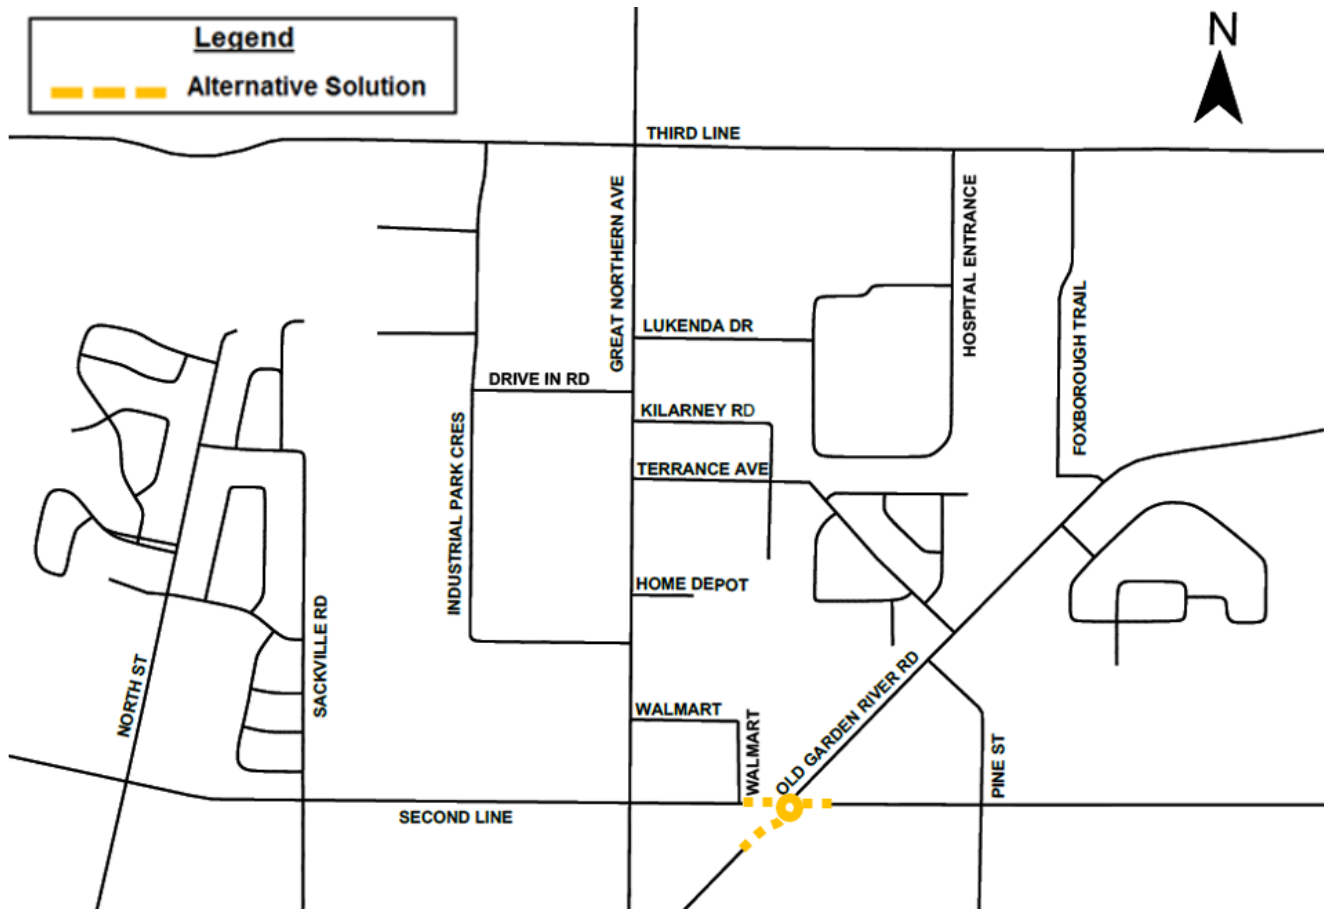 Legend
Alternative Solution
N
THIRD LINE
GREAT NORTHERN AVE
HOSPITAL ENTRANCE
FOXBOROUGH TRAIL
LUKENDA DR
DRIVE IN RD
KILARNEY RD
INDUSTRIAL PARK CRES
TERRANCE AVE
HOME DEPOT
SACKVILLE RD
NORTH ST
OLD GARDEN RIVER RD
WALMART
WALMART
PINE ST
SECOND LINE